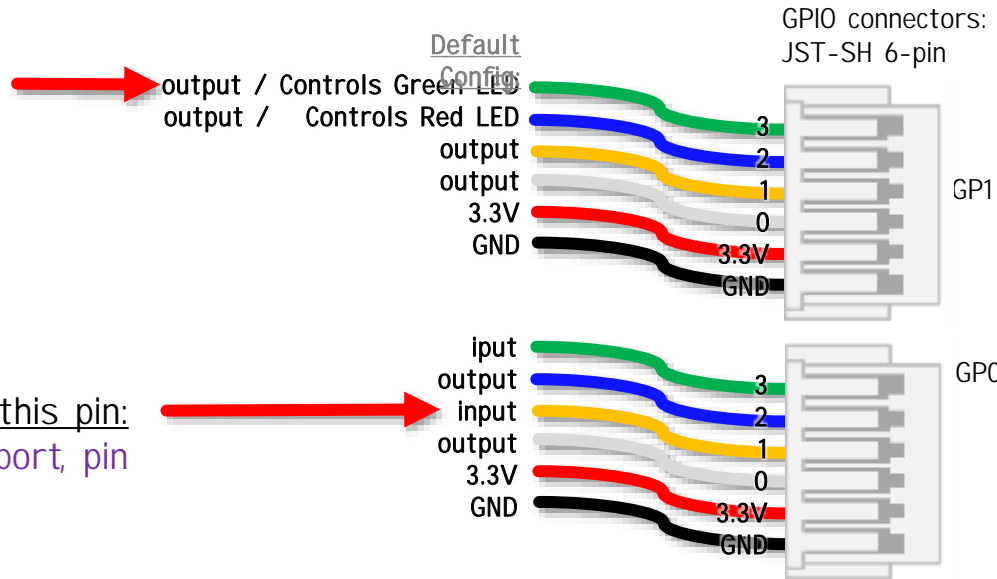 GPIO connectors:
JST-SH 6-pin
Default
Config:
output / Controls Green LED
output / Controls Red LED
output
output
3.3V
GND
3
2
1
0
3.3V
GND
GP1
iput
output
input
output
3.3V
GND
3
2
1
0
3.3V
GND
GP0
this pin:
port, pin